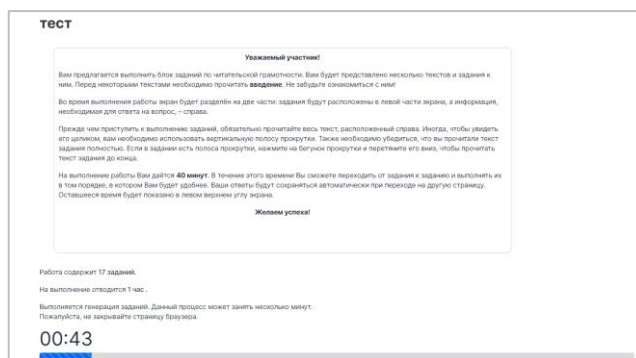 тест
Уважаемый участник!
Вам предлагается выполнить блок заданий по читательской грамотности. Вам будет представлено несколько текстов и задания к
ним. Перед некоторыми текстами необходимо прочитать введение. Не забудьте ознакомиться с ним!
Во время выполнения работы экран будет разделён на две части: задания будут расположены в левой части экрана, а информация,
необходимая для ответа на вопрос, – справа.
Прежде чем приступить к выполнению заданий, обязательно прочитайте весь текст, расположенный справа. Иногда, чтобы увидеть
его целиком, вам необходимо использовать вертикальную полосу прокрутки. Также необходимо убедиться, что вы прочитали текст
задания полностью. Если в задании есть полоса прокрутки, нажмите на бегунок прокрутки и перетяните его вниз, чтобы прочитать
текст задания до конца.
На выполнение работы Вам даётся 40 минут. В течение этого времени Вы сможете переходить от задания к заданию и выполнять их
в том порядке, в котором Вам будет удобнее. Ваши ответы будут сохраняться автоматически при переходе на другую страницу.
Оставшееся время будет показано в левом верхнем углу экрана.
Желаем успеха!
Работа содержит 17 заданий.
На выполнение отводится 1 час .
Выполняется генерация заданий. Данный процесс может занять несколько минут.
Пожалуйста, не закрывайте страницу браузера.
00:43